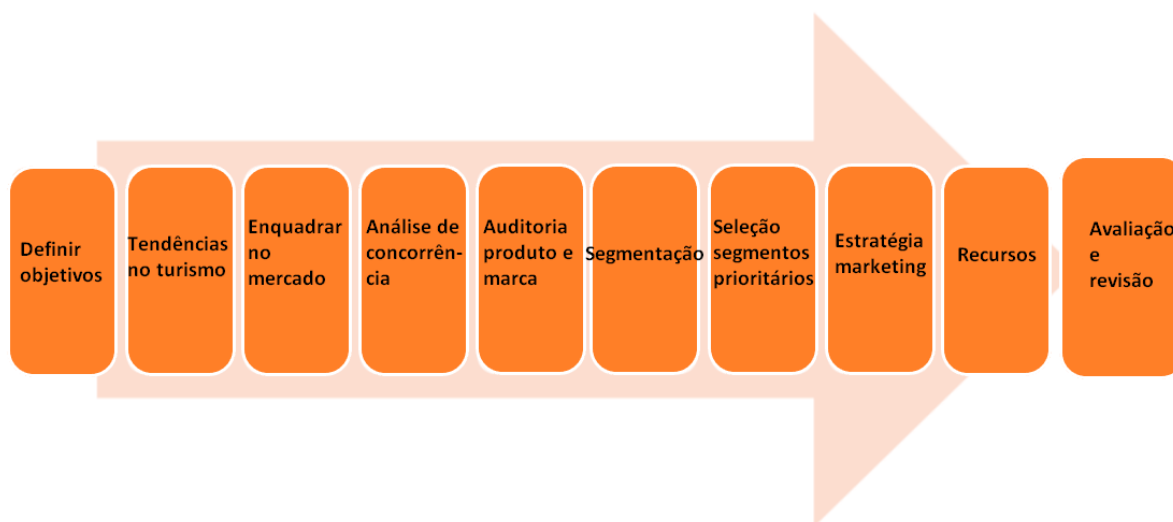 Definir
objetivos
Tendências
no turismo
Enquadrar
no
mercado
Análise de
concorrên-
cia
Auditoria
produto e
marca
Segmentação
Seleção
segmentos
prioritários
Estratégia
marketing
Recursos
Avaliação
e
revisão